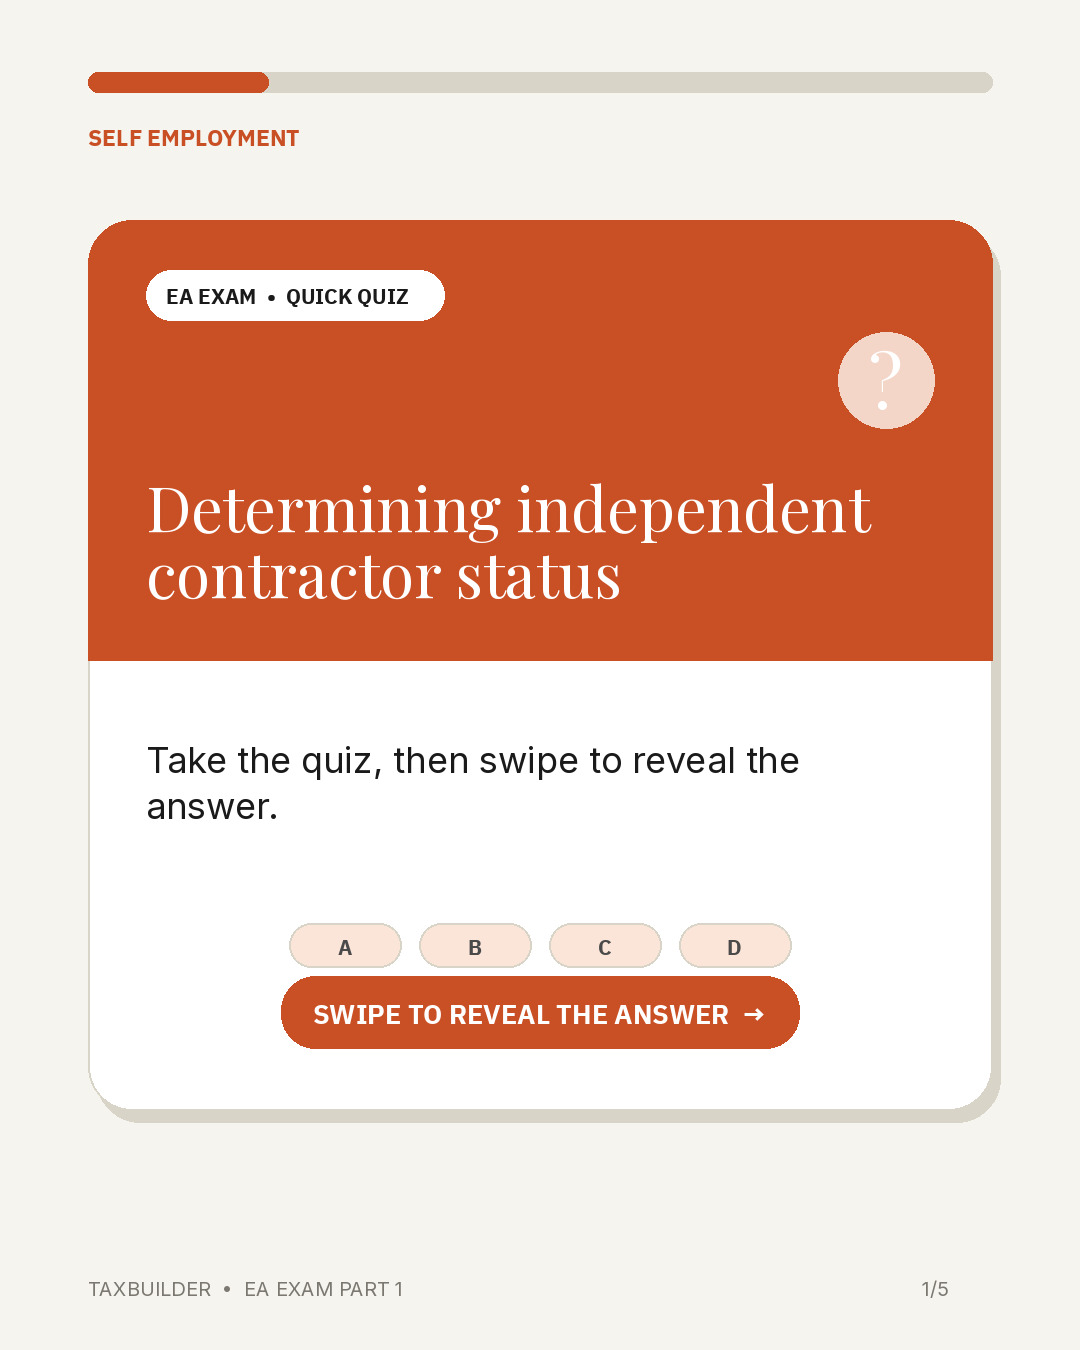 SELF EMPLOYMENT
EA EXAM • QUICK QUIZ
?
Determining independent
contractor status
Take the quiz, then swipe to reveal the
answer.
A B C D
SWIPE TO REVEAL THE ANSWER →
TAXBUILDER • EA EXAM PART 1 1/5